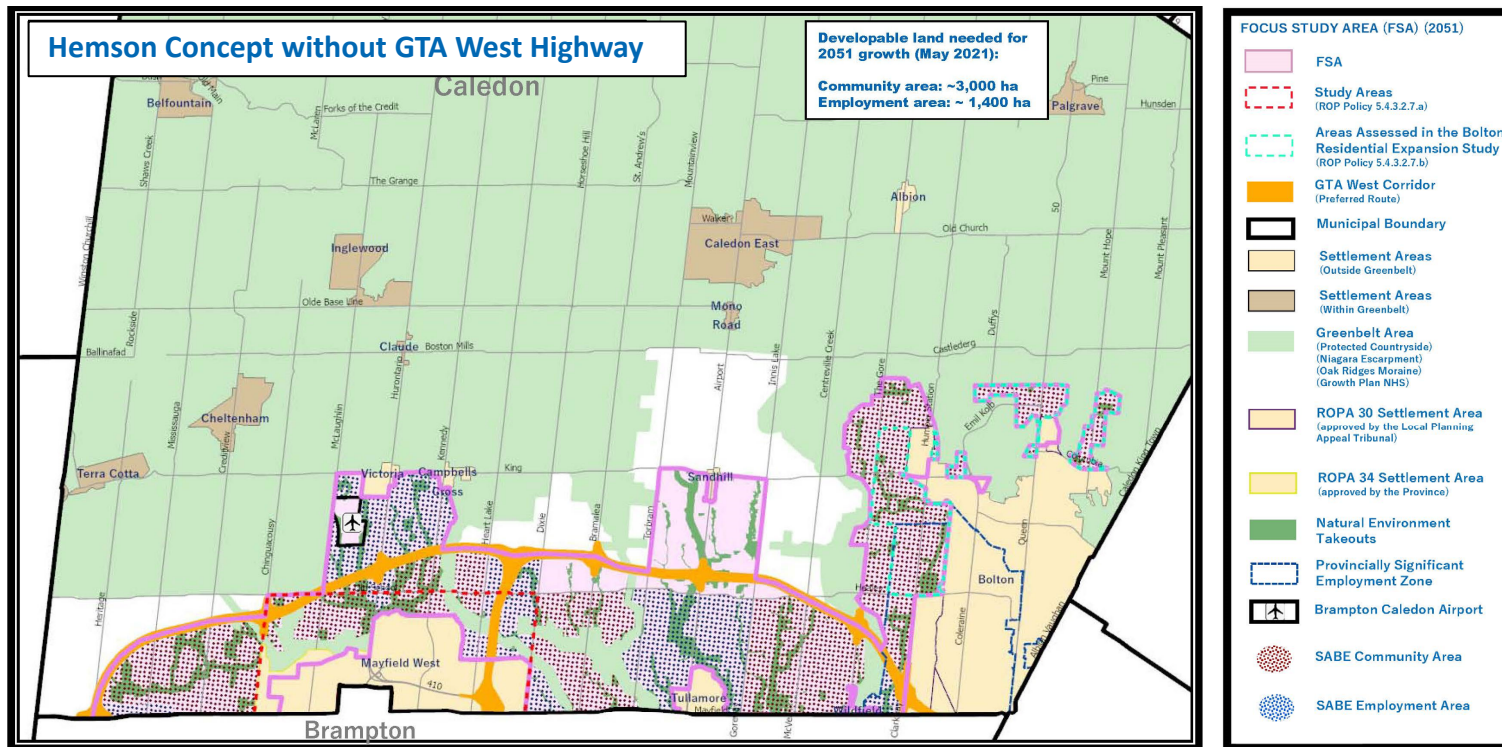 Hemson Concept without GTA West Highway
Developable land needed for
2051 growth (May 2021):
Community area: ~3,000 ha
Employment area: ~ 1,400 ha
Caledon
Belfountain
Old Main
McLaren
Forks of the Credit
Horseshoe Hill
St. Andrew's
Mountainview
Palgrave
Pine
Hunsden
Shaws Creek
The Grange
Albion
50
Walker
Old Church
Caledon East
Inglewood
Winston Churchill
Mount Hope
Mount Pleasant
Olde Base Line
Mono
Road
Rockside
Duffys
Ballinafad
Claude
Boston Mills
Castlederg
Hurontario
Airport
Innis Lake
Centreville Creek
The Gore
Mississauga
Cheltenham
Creditview
McLaughlin
Kennedy
Emil Kolb
Columbia
Terra Cotta
Victoria
Campbells
Cross
King
Sandhill
Caledon King Town
Chinguacousy
Heart Lake
Dixie
Bramalea
Torbram
Queen
Bolton
Heritage
Coleraine
Mayfield West
410
Tullamore
Mayfield
Wildfield
Brampton
FOCUS STUDY AREA (FSA) (2051)
FSA
Study Areas
(ROP Policy 5.4.3.2.7.a)
Areas Assessed in the Bolton
Residential Expansion Study
(ROP Policy 5.4.3.2.7.b)
GTA West Corridor
(Preferred Route)
Municipal Boundary
Settlement Areas
(Outside Greenbelt)
Settlement Areas
(Within Greenbelt)
Greenbelt Area
(Protected Countryside)
(Niagara Escarpment)
(Oak Ridges Moraine)
(Growth Plan NHS)
ROPA 30 Settlement Area
(approved by the Local Planning
Appeal Tribunal)
ROPA 34 Settlement Area
(approved by the Province)
Natural Environment
Takeouts
Provincially Significant
Employment Zone
Brampton Caledon Airport
SABE Community Area
SABE Employment Area